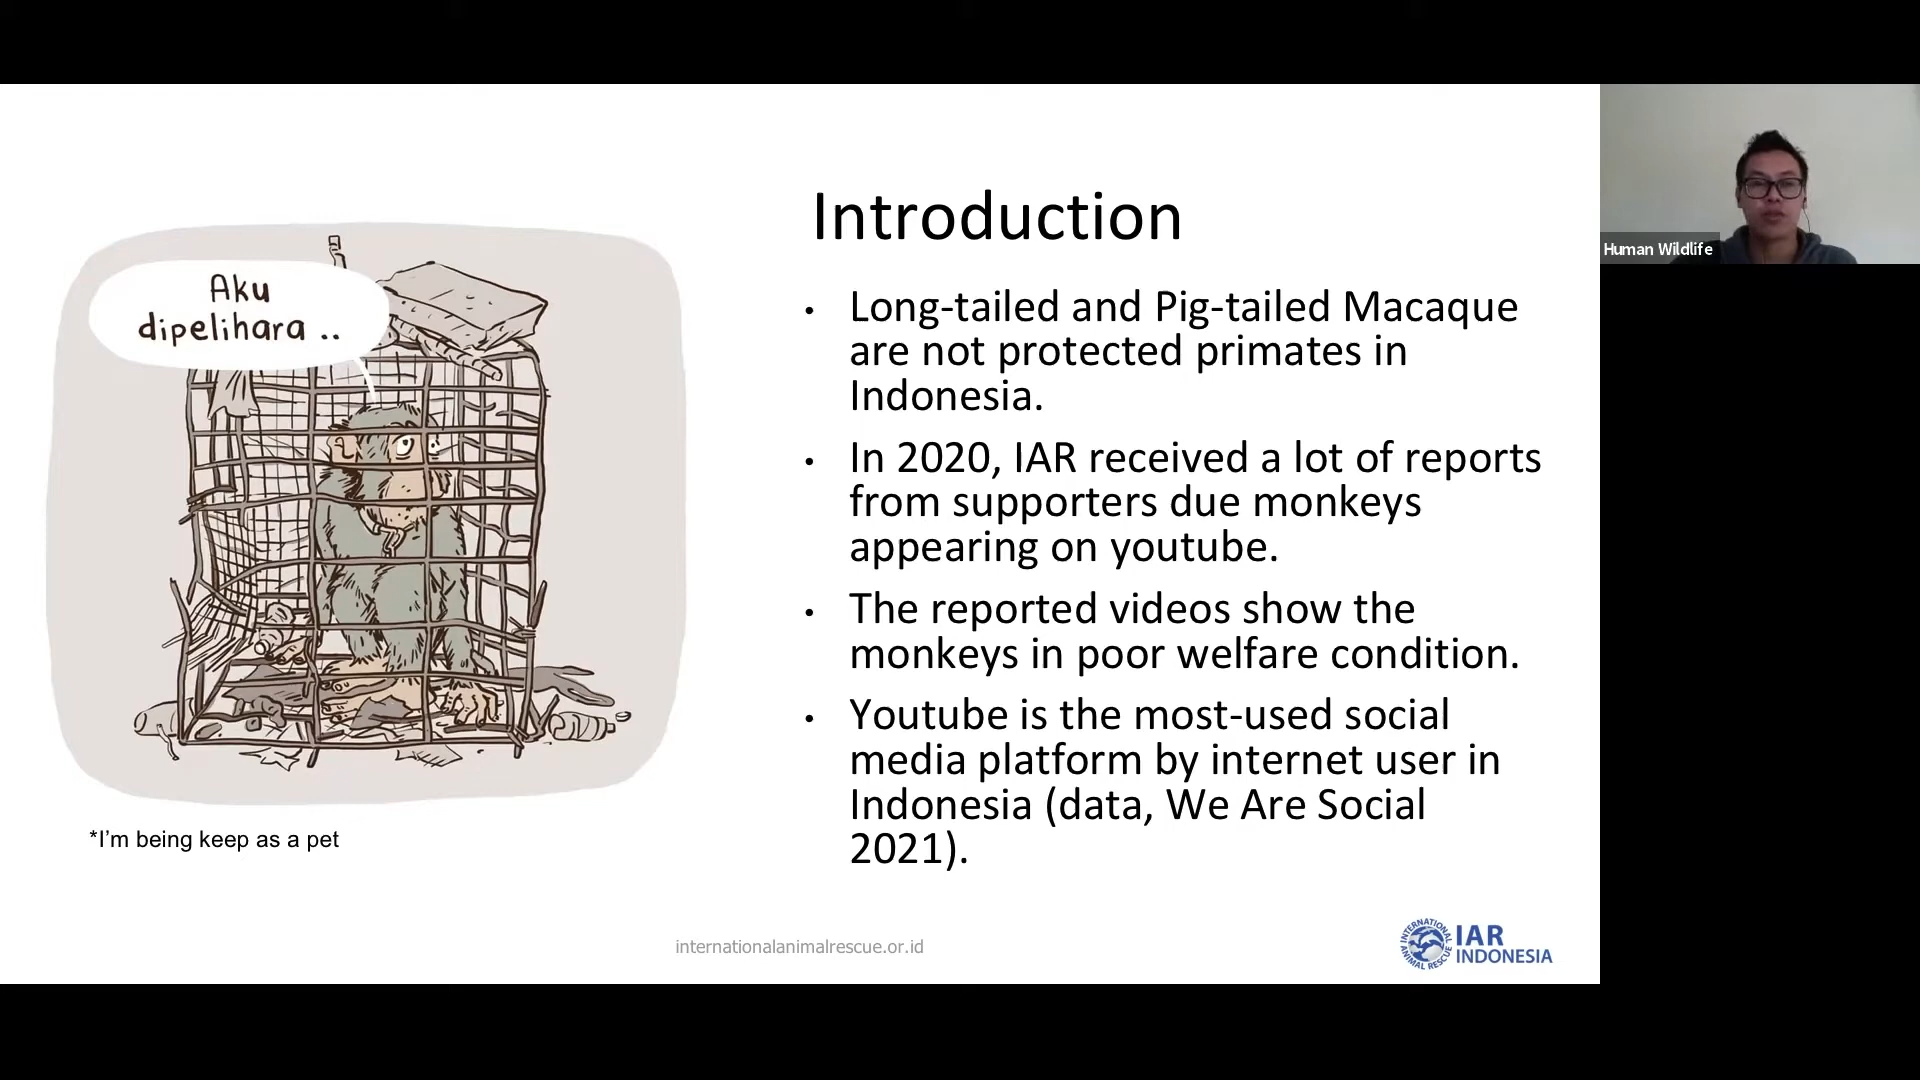 Introduction
Aku
dipelihara ..
*I'm being keep as a pet
• Long-tailed and Pig-tailed Macaque
are not protected primates in
Indonesia.
• In 2020, IAR received a lot of reports
from supporters due monkeys
appearing on youtube.
• The reported videos show the
monkeys in poor welfare condition.
• Youtube is the most-used social
media platform by internet user in
Indonesia (data, We Are Social
2021).
internationalanimalrescue.or.id
INTERNATIONAL
ANIMAL RESCUE
IAR
INDONESIA
Human Wildlife